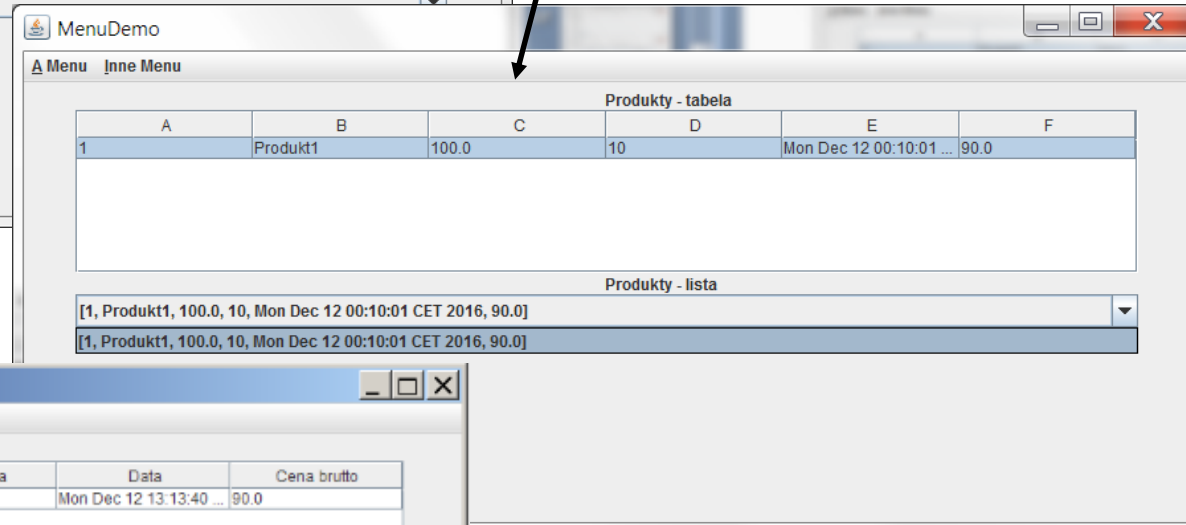 MenuDemo
A Menu Inne Menu
Produkty - tabela
A B C D E F
1 Produkt1 100.0 10 Mon Dec 12 00:10:01 ... 90.0
Produkty - lista
[1, Produkt1, 100.0, 10, Mon Dec 12 00:10:01 CET 2016, 90.0]
[1, Produkt1, 100.0, 10, Mon Dec 12 00:10:01 CET 2016, 90.0]
a Data Cena brutto
Mon Dec 12 13:13:40 ... 90.0